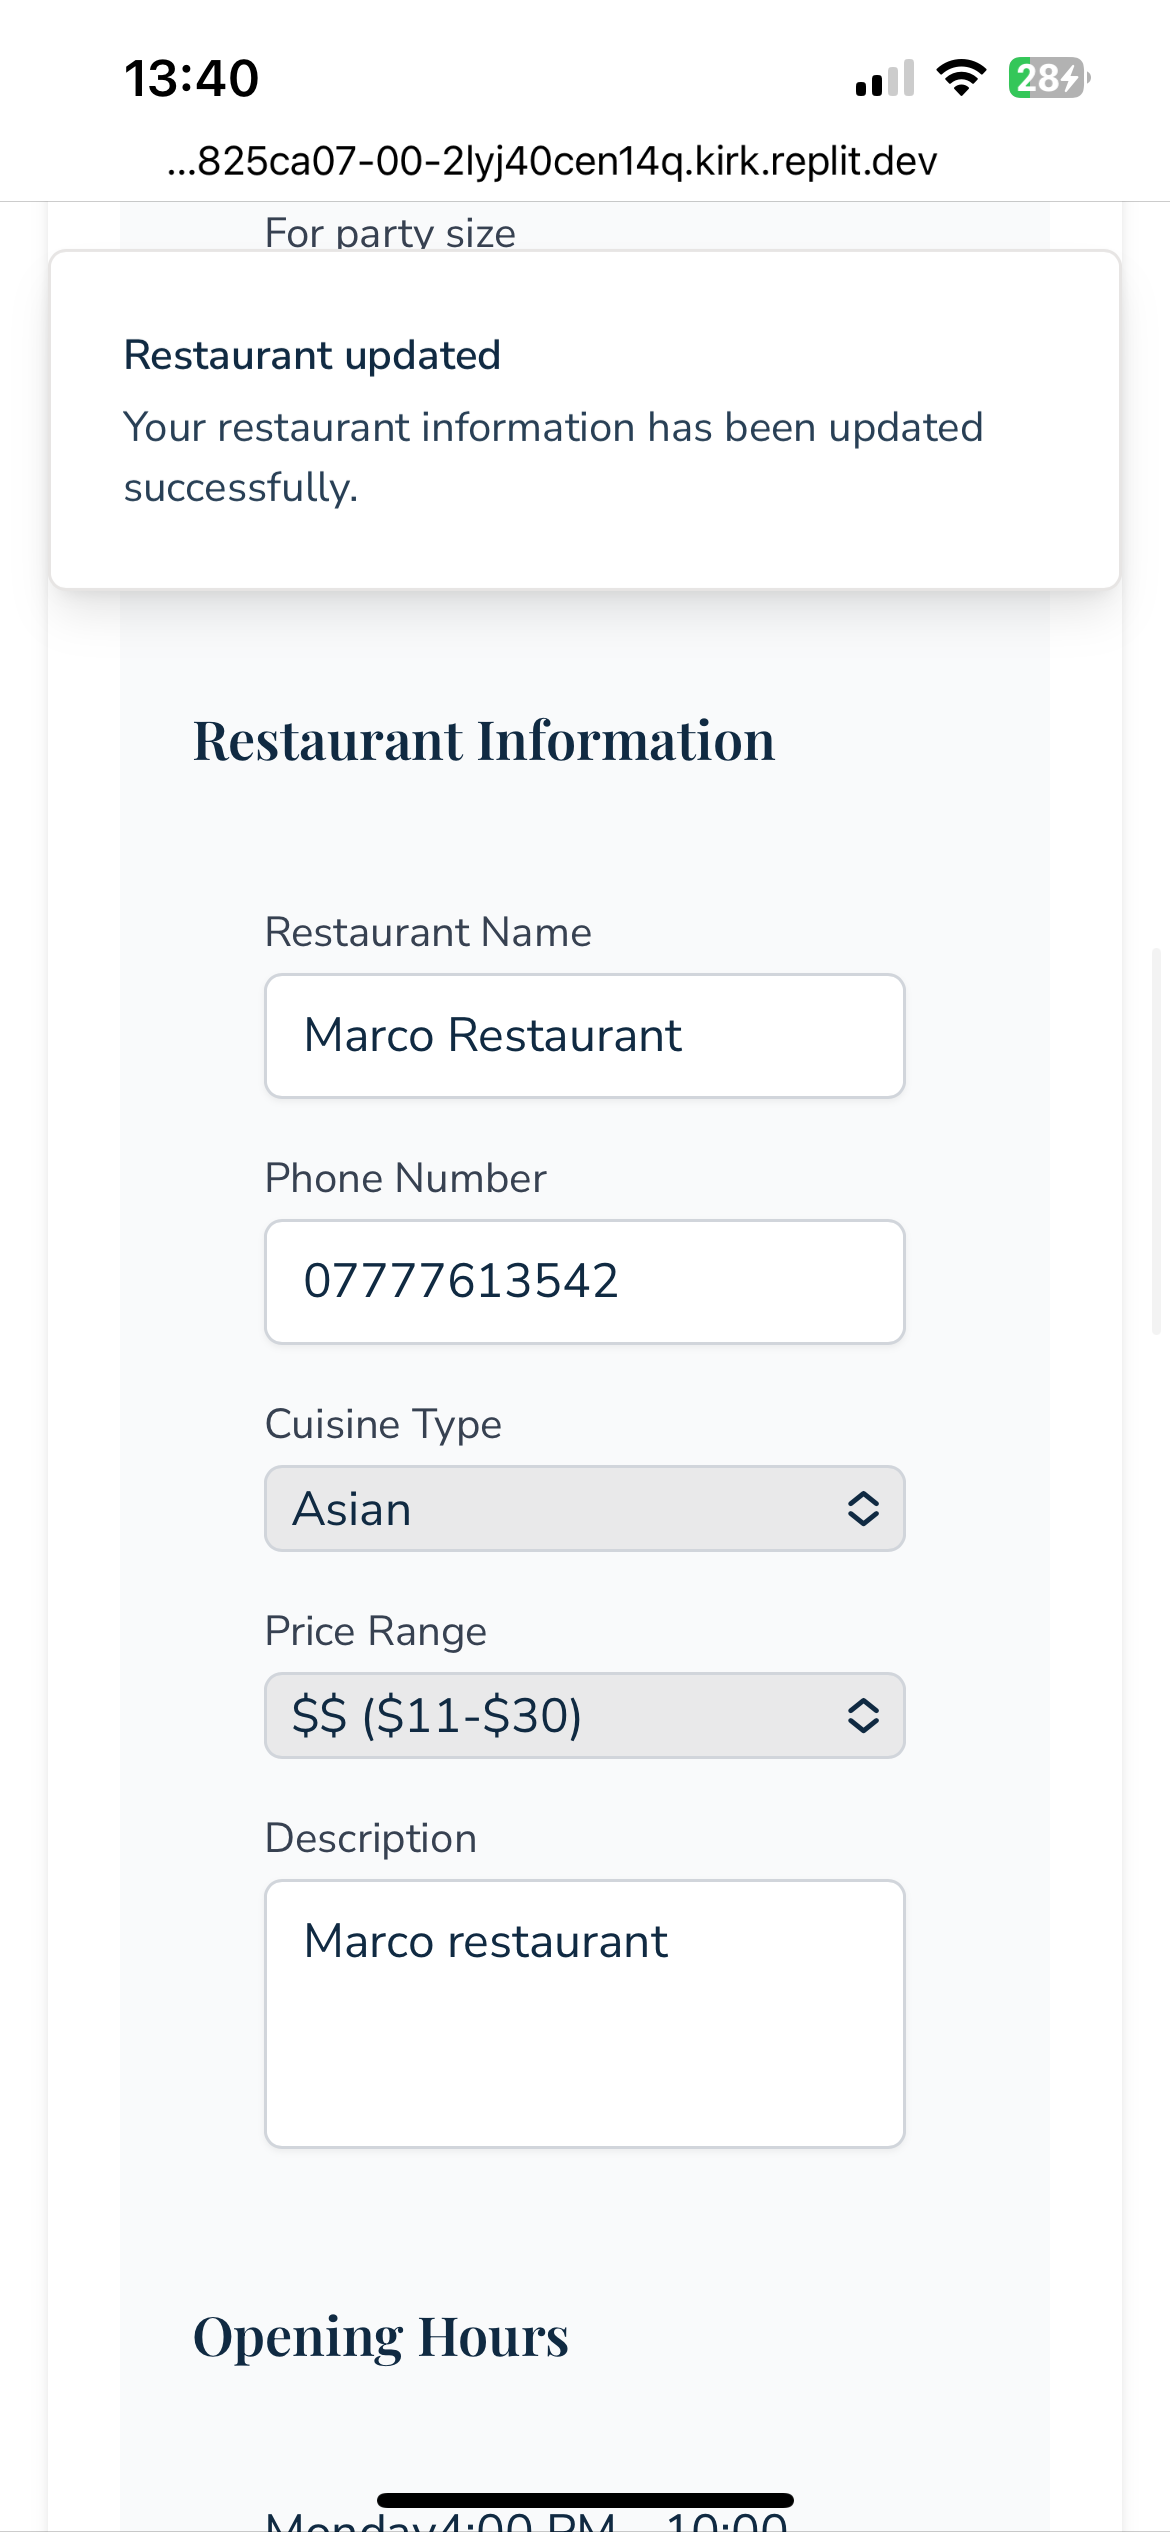 13:40
28
...825ca07-00-2lyj40cen14q.kirk.replit.dev
For party size
Restaurant updated
Your restaurant information has been updated
successfully.
Restaurant Information
Restaurant Name
Marco Restaurant
Phone Number
07777613542
Cuisine Type
Asian
Price Range
$$ ($11-$30)
Description
Marco restaurant
Opening Hours
Monday4:00 PM – 10:00